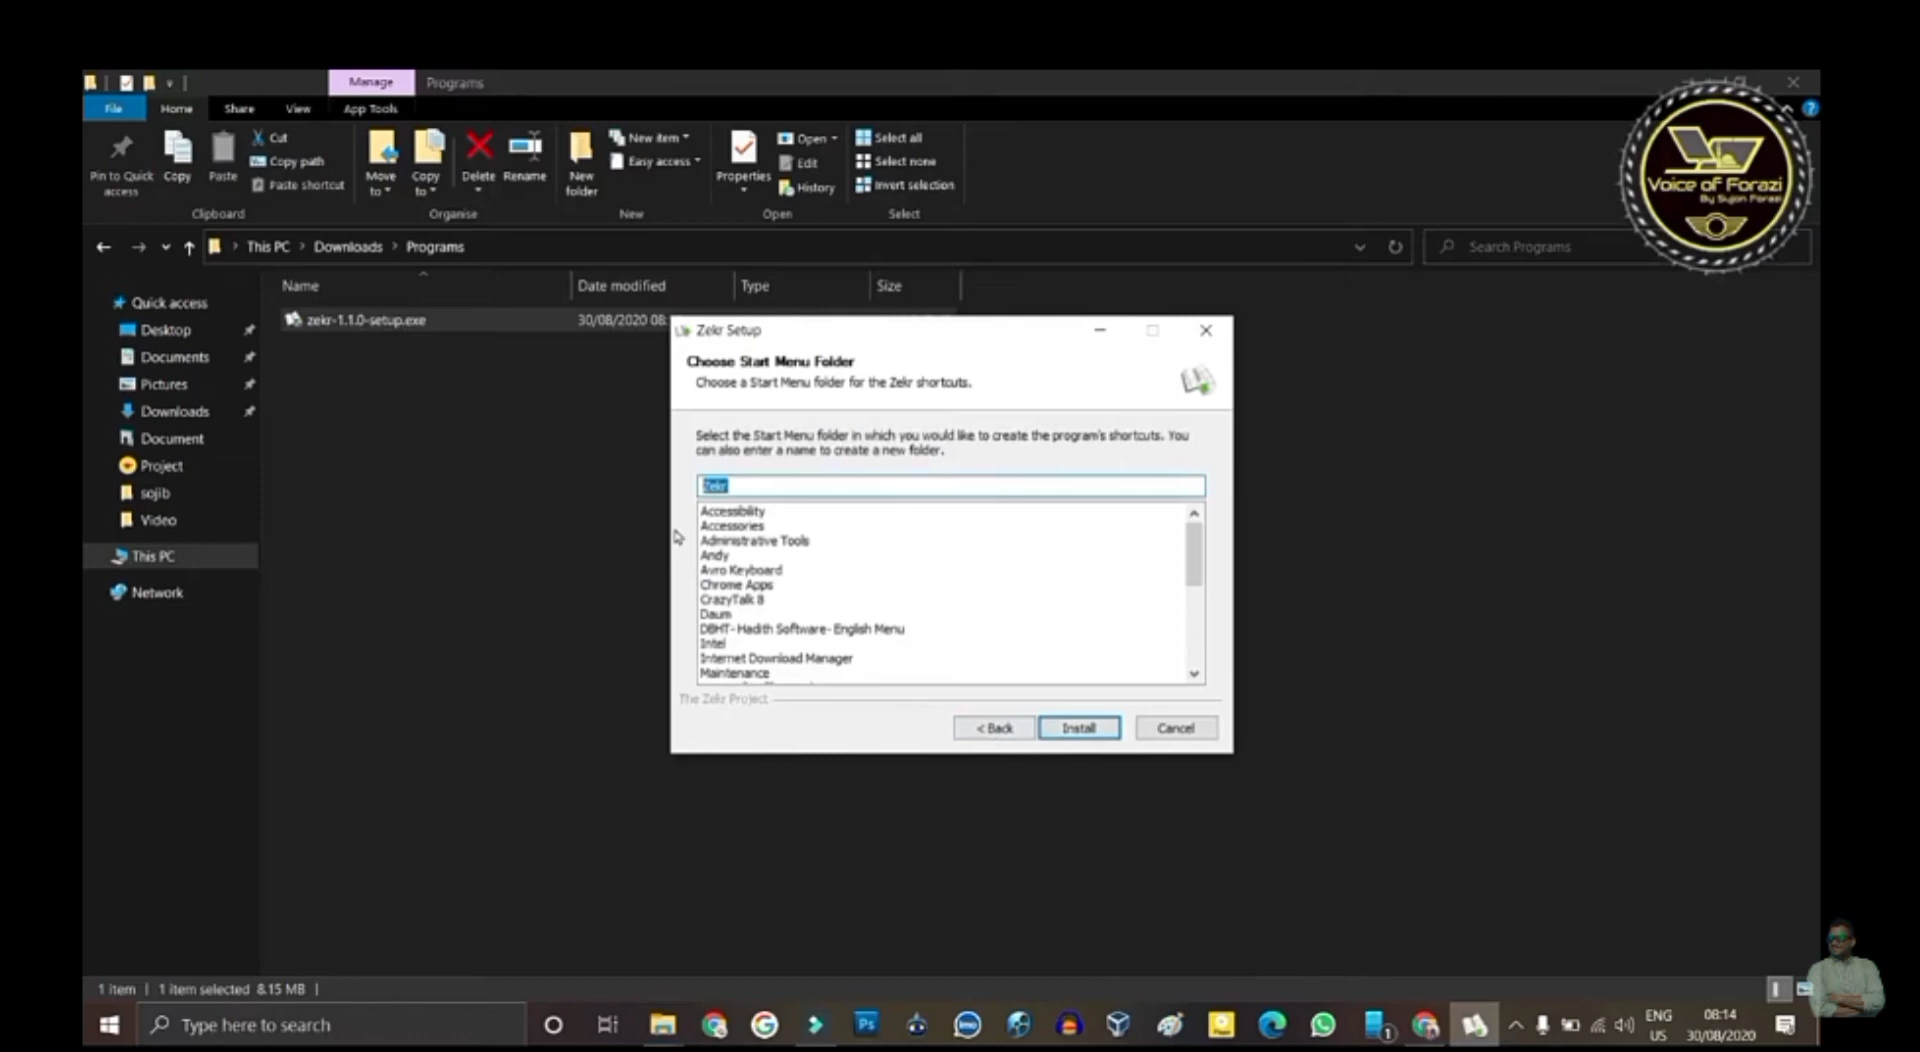 Manage Programs
File Home Share View App Tools
Pin to Quick access
Copy
Paste
Cut
Copy path
Paste shortcut
Clipboard
Move to
Copy to
Delete
Rename
Organise
New folder
New item
Easy access
New
Properties
Open
Edit
History
Open
Select all
Select none
Invert selection
Select
Voice of Forazi
By Sujon Forazi
This PC > Downloads > Programs
Search Programs
Name Date modified Type Size
zekr-1.1.0-setup.exe 30/08/2020 08:
Quick access
Desktop
Documents
Pictures
Downloads
Document
Project
sojib
Video
This PC
Network
Zekr Setup
Choose Start Menu Folder
Choose a Start Menu folder for the Zekr shortcuts.
Select the Start Menu folder in which you would like to create the program's shortcuts. You
can also enter a name to create a new folder.
Zekr
Accessibility
Accessories
Administrative Tools
Andy
Avro Keyboard
Chrome Apps
CrazyTalk 8
Daum
DBHT- Hadith Software- English Menu
Intel
Internet Download Manager
Maintenance
The Zekr Project
< Back Install Cancel
1 item 1 item selected 8.15 MB
Type here to search
Ps
imo
1
ENG
US
08:14
30/08/2020